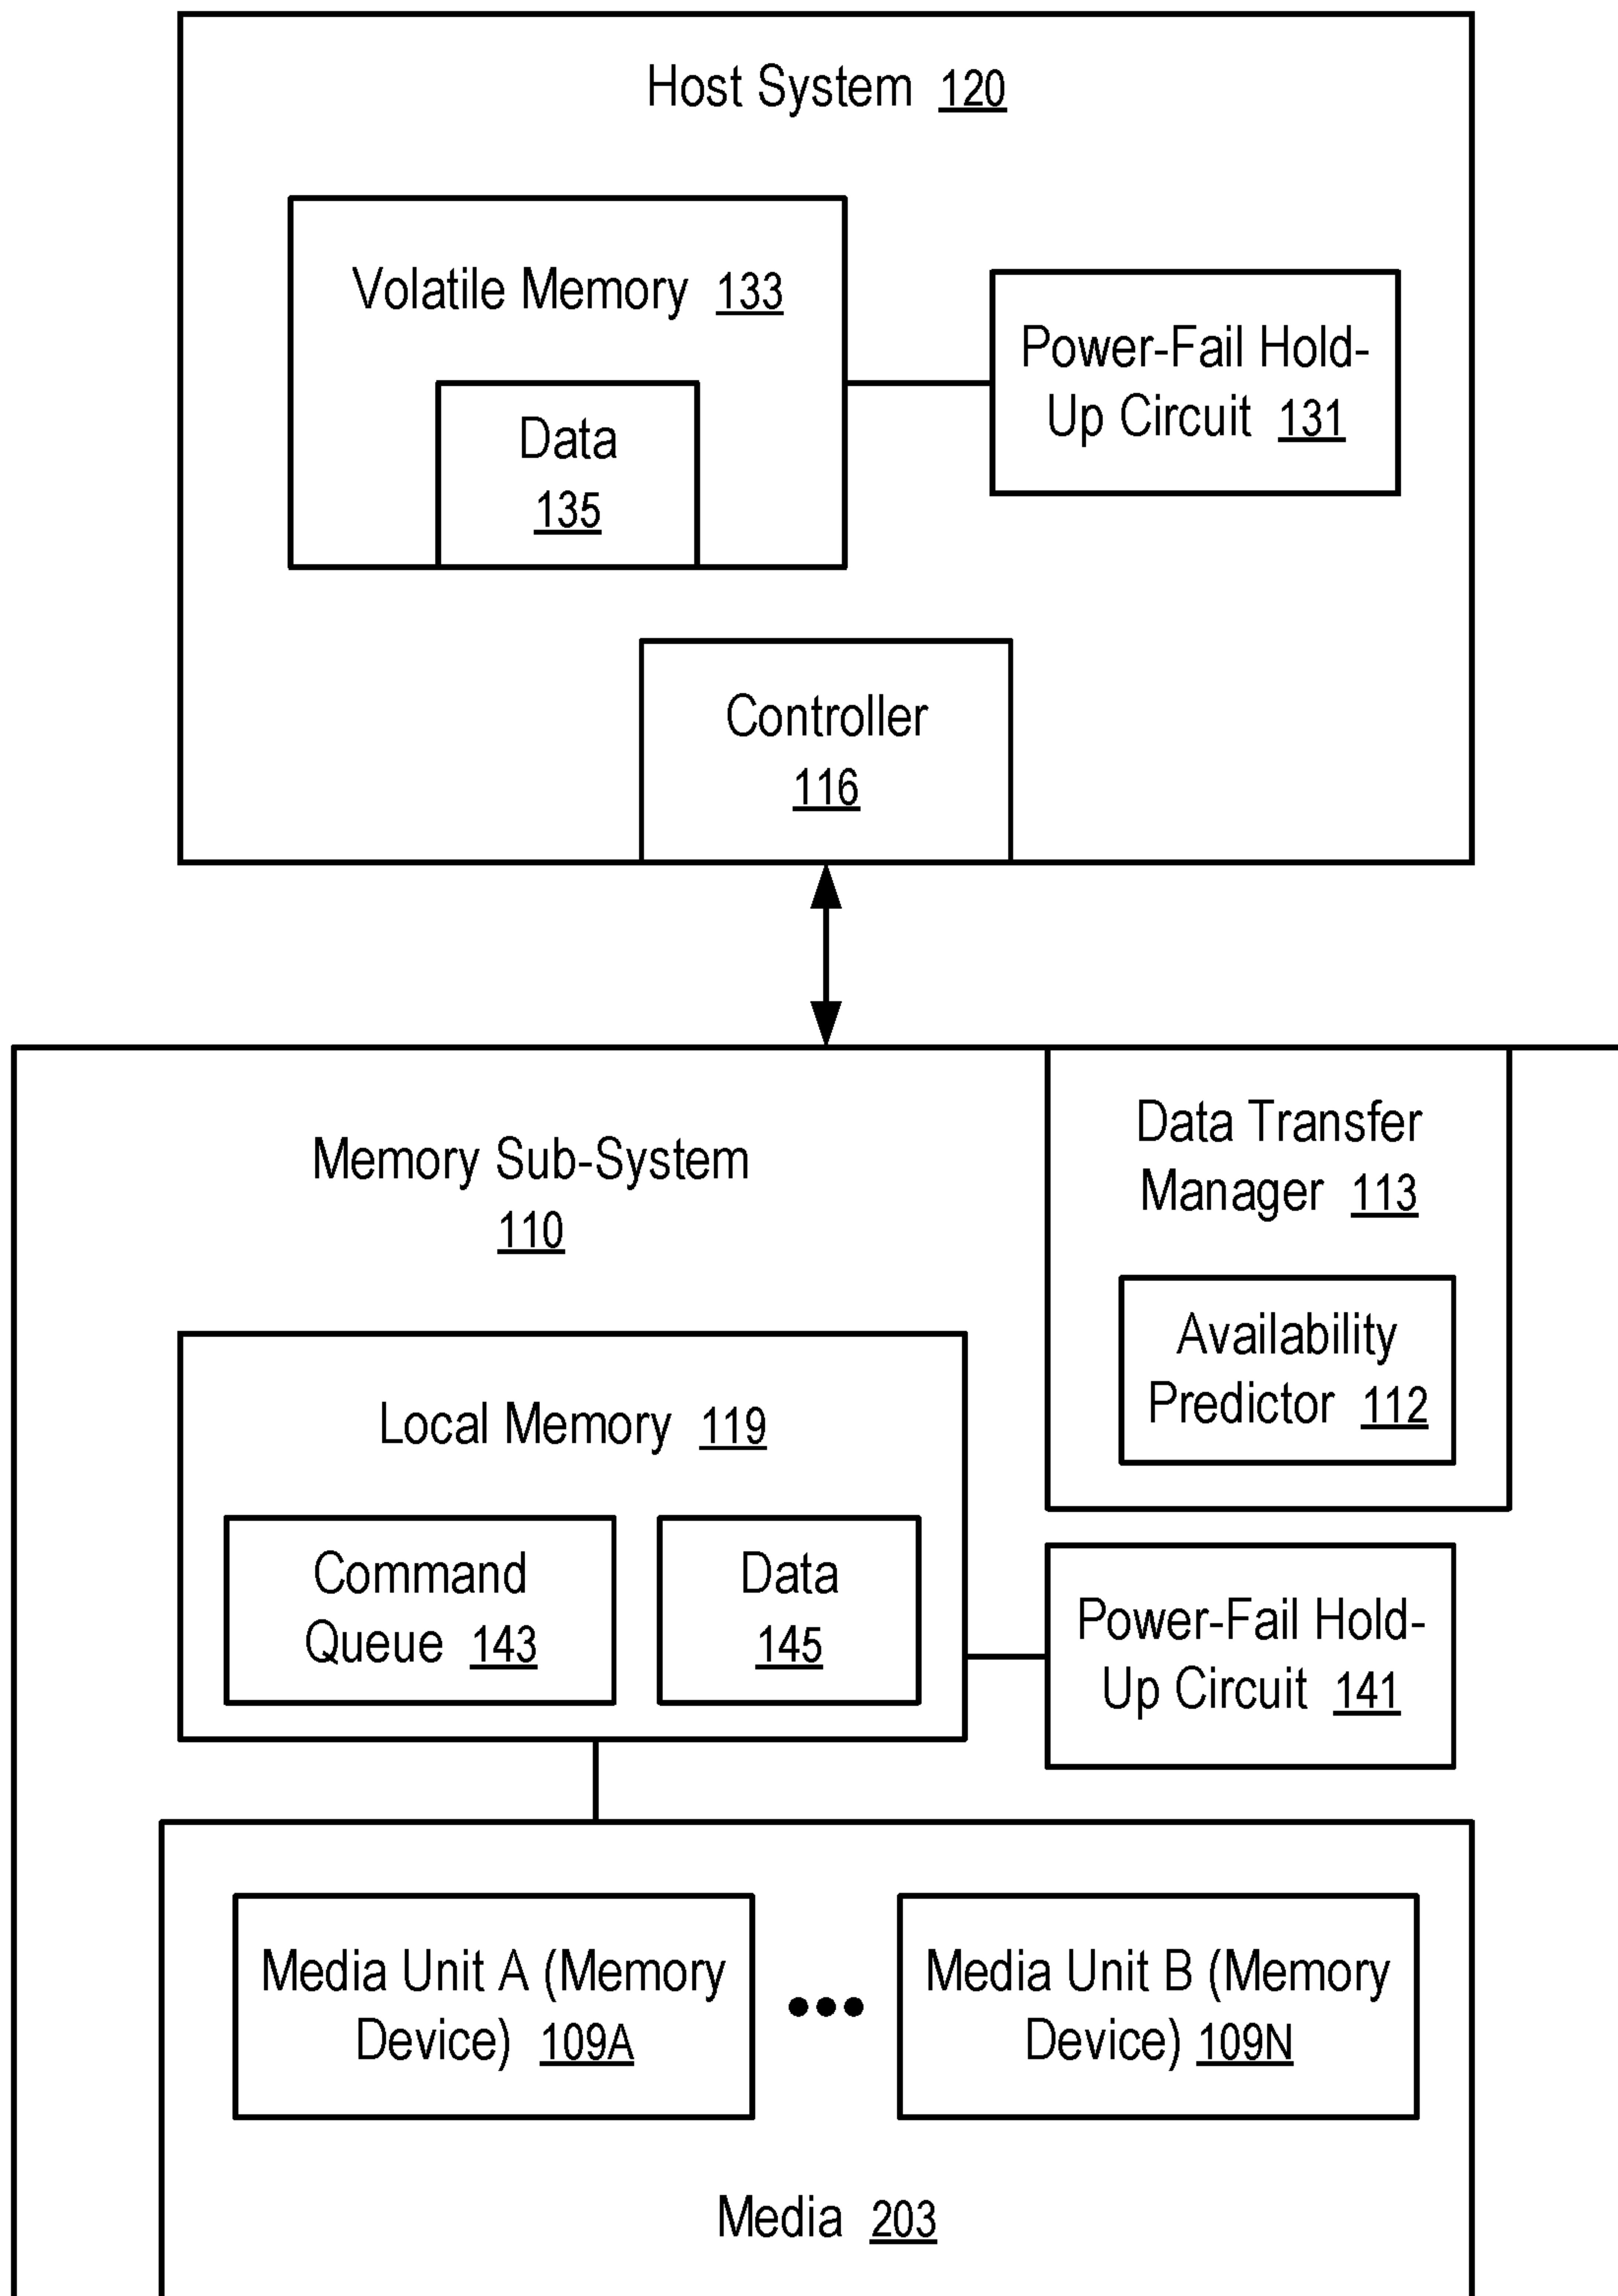 Host System 120
Volatile Memory 133
Data
135
Power-Fail Hold-
Up Circuit 131
Controller
116
Memory Sub-System
110
Data Transfer
Manager 113
Availability
Predictor 112
Local Memory 119
Command
Queue 143
Data
145
Power-Fail Hold-
Up Circuit 141
Media Unit A (Memory
Device) 109A
Media Unit B (Memory
Device) 109N
Media 203